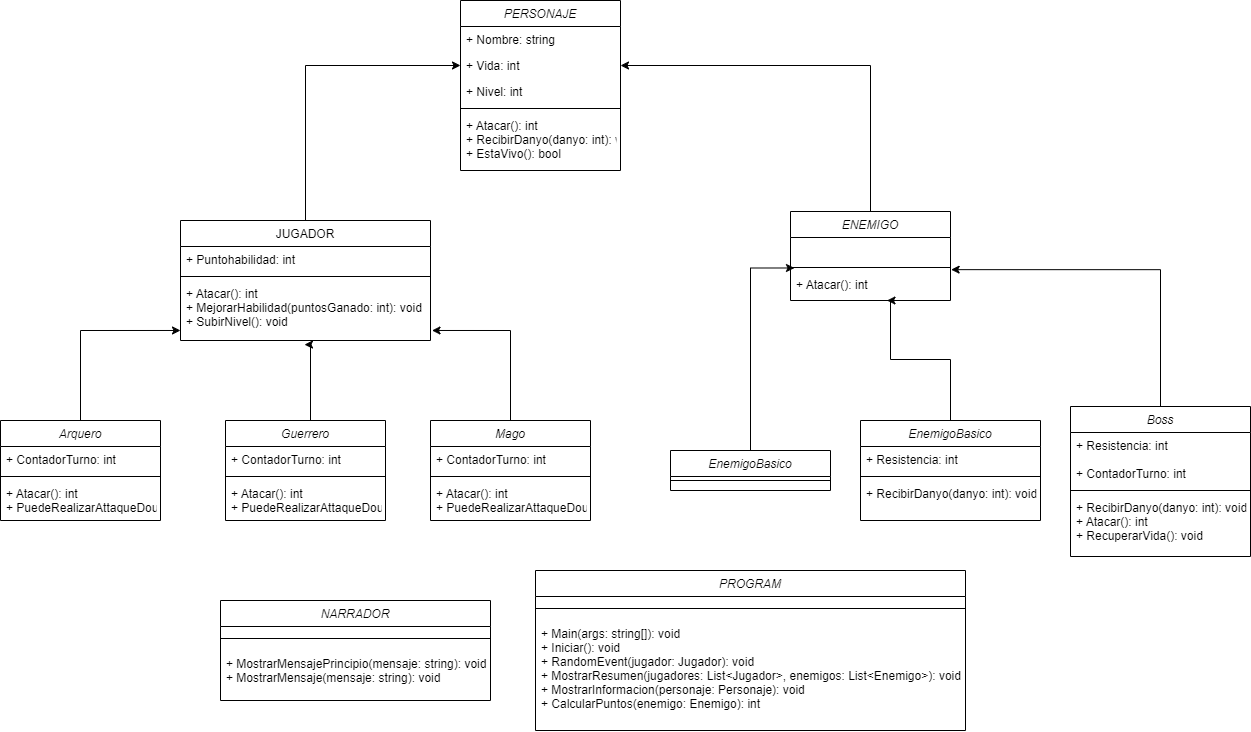 PERSONAJE
+ Nombre: string
+ Vida: int
+ Nivel: int
+ Atacar(): int
+ RecibirDanyo(danyo: int):
+ EstaVivo(): bool
JUGADOR
+ Puntohabilidad: int
+ Atacar(): int
+ MejorarHabilidad(puntosGanado: int): void
+ SubirNivel(): void
ENEMIGO
+ Atacar(): int
Arquero
+ ContadorTurno: int
+ Atacar(): int
+ PuedeRealizarAttaqueDou
Guerrero
+ ContadorTurno: int
+ Atacar(): int
+ PuedeRealizarAttaqueDou
Mago
+ ContadorTurno: int
+ Atacar(): int
+ PuedeRealizarAttaqueDou
EnemigoBasico
EnemigoBasico
+ Resistencia: int
+ RecibirDanyo(danyo: int): void
Boss
+ Resistencia: int
+ ContadorTurno: int
+ RecibirDanyo(danyo: int): void
+ Atacar(): int
+ RecuperarVida(): void
NARRADOR
+ MostrarMensajePrincipio(mensaje: string): void
+ MostrarMensaje(mensaje: string): void
PROGRAM
+ Main(args: string[]): void
+ Iniciar(): void
+ RandomEvent(jugador: Jugador): void
+ MostrarResumen(jugadores: List<Jugador>, enemigos: List<Enemigo>): void
+ MostrarInformacion(personaje: Personaje): void
+ CalcularPuntos(enemigo: Enemigo): int